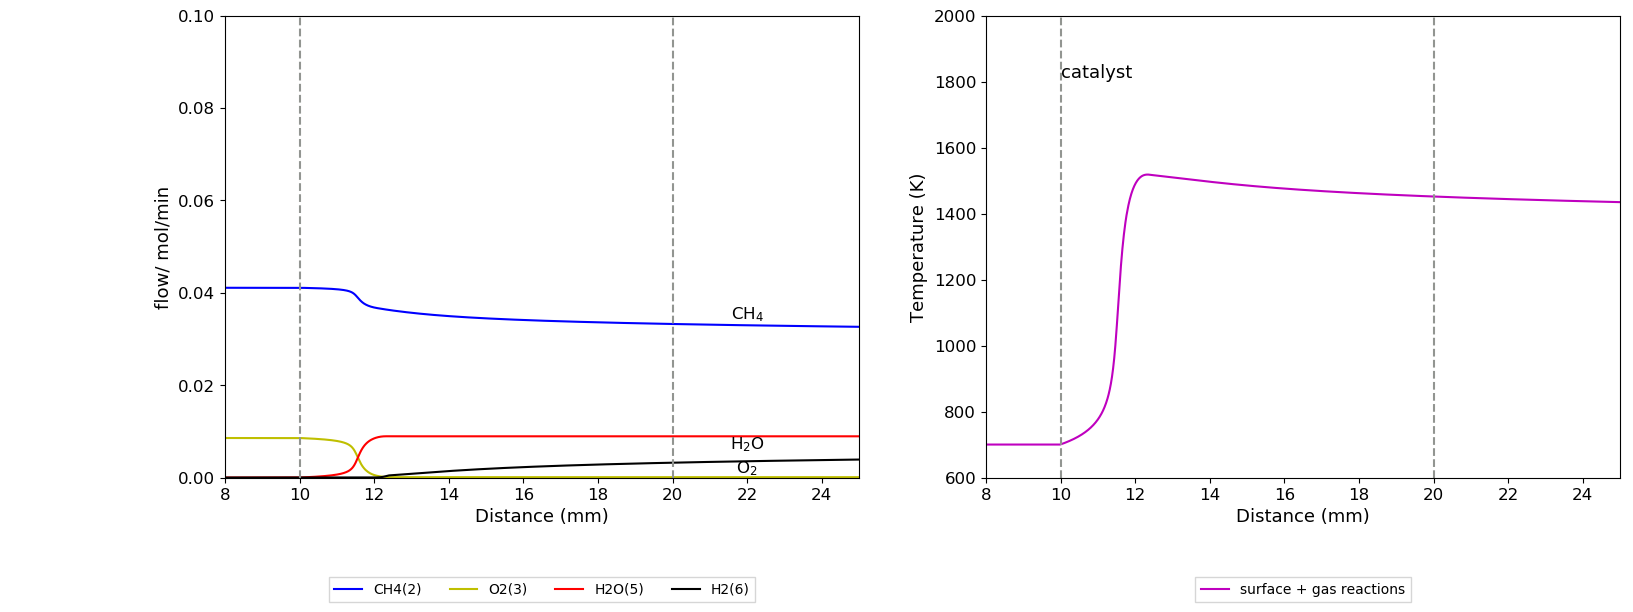 0.10
0.08
0.06
0.04
0.02
0.00
flow/ mol/min
CH₄
H₂O
O₂
8 10 12 14 16 18 20 22 24
Distance (mm)
CH4(2) O2(3) H2O(5) H2(6)
2000
1800
1600
1400
1200
1000
800
600
Temperature (K)
catalyst
8 10 12 14 16 18 20 22 24
Distance (mm)
surface + gas reactions